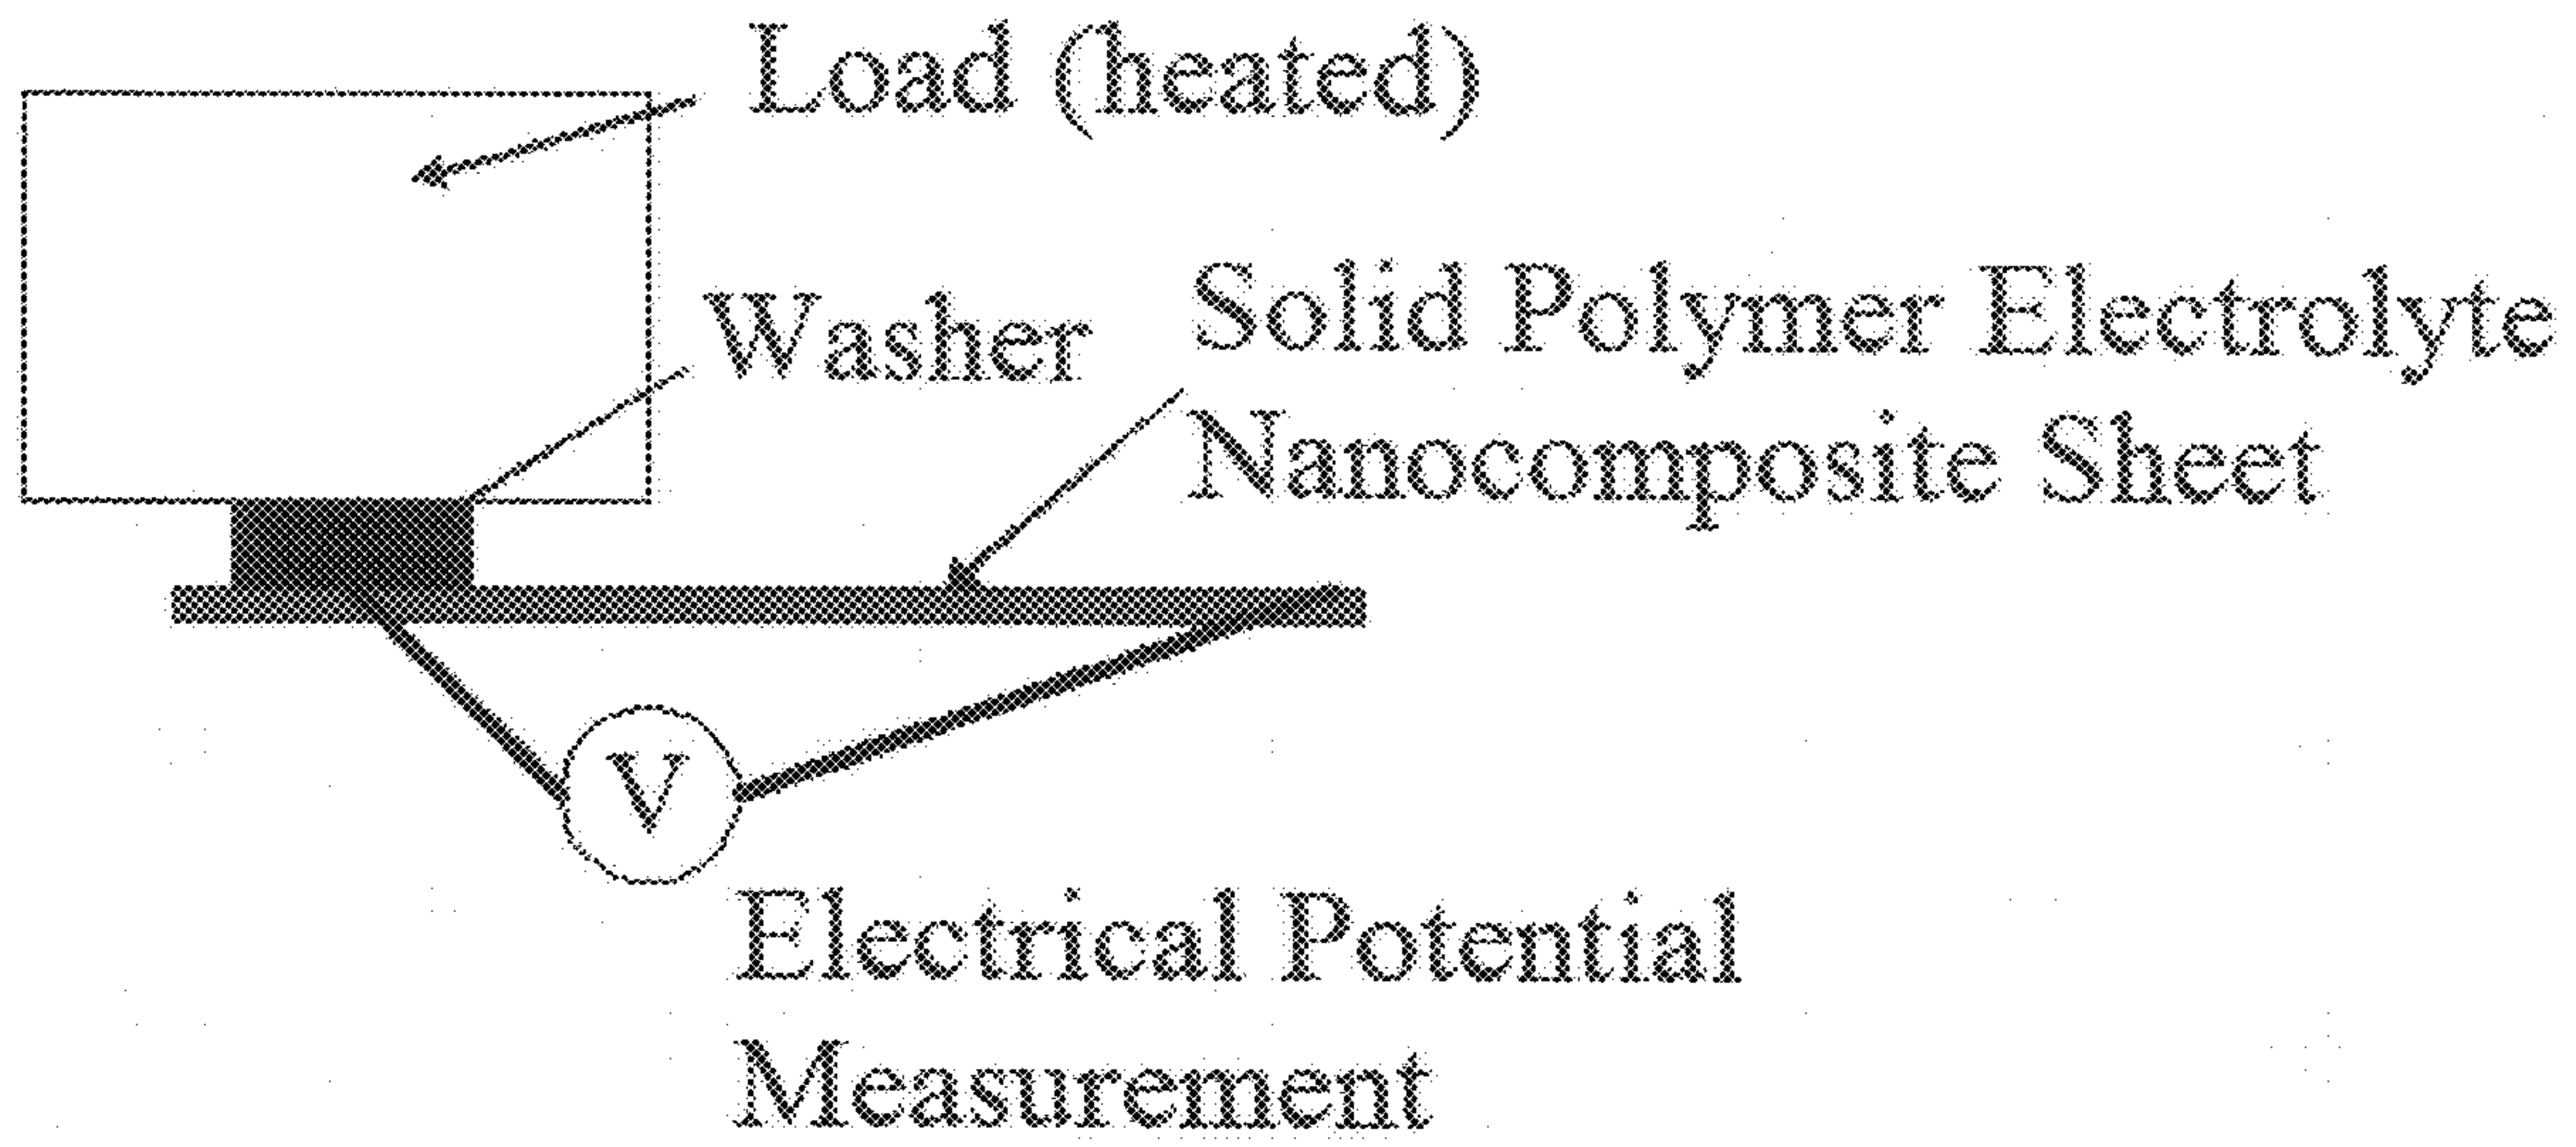 Load (heated)
Washer
Solid Polymer Electrolyte
Nanocomposite Sheet
V
Electrical Potential
Measurement